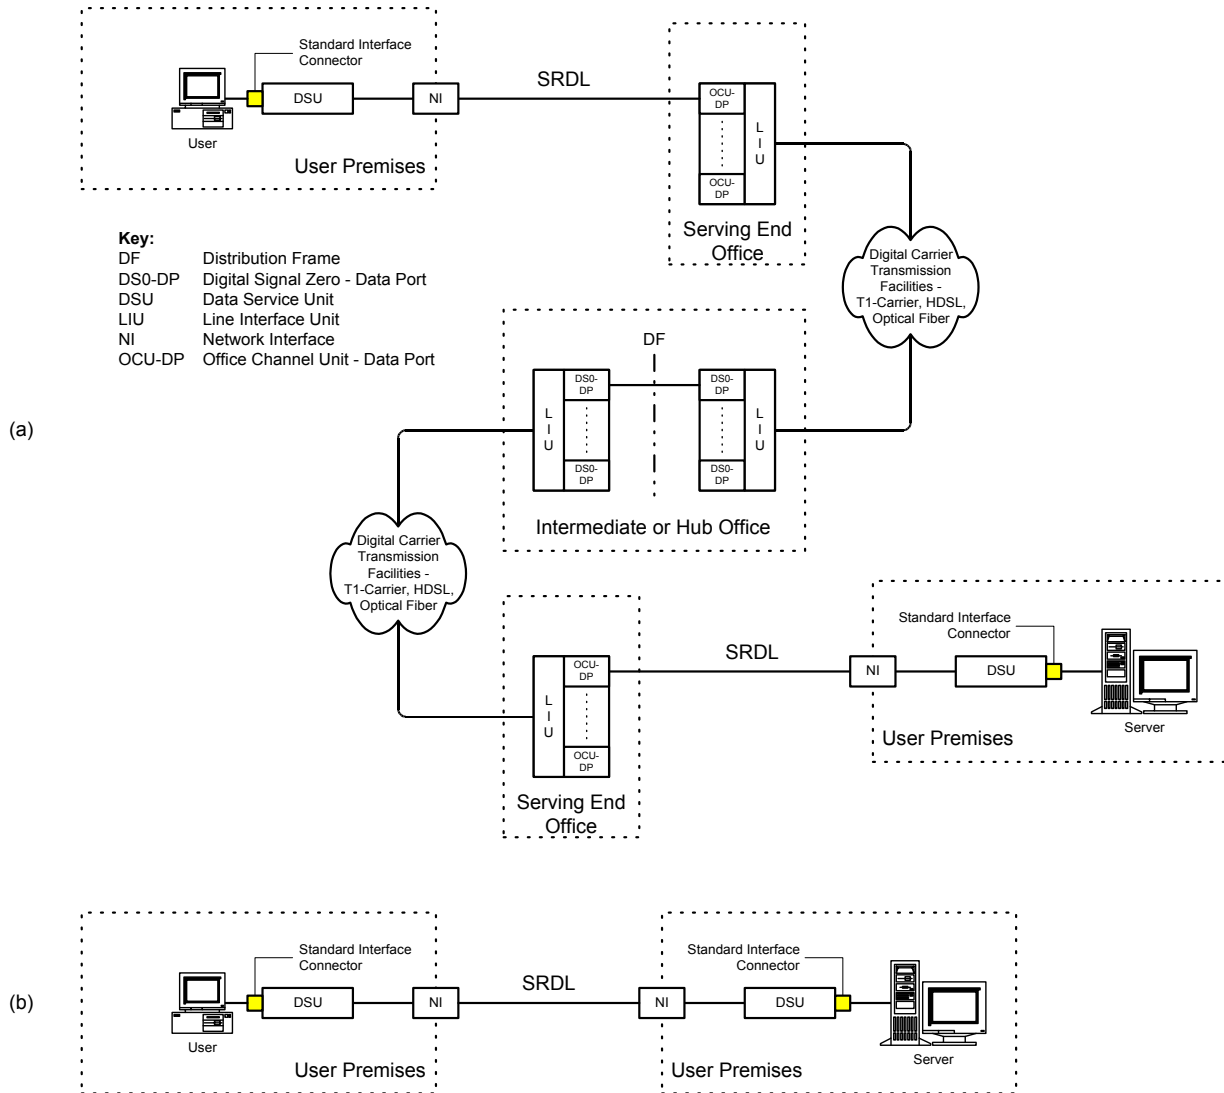 Standard Interface
Connector
DSU
NI
SRDL
OCU-
DP
OCU-
DP
L
I
U
User
User Premises
Serving End
Office
Key:
DF Distribution Frame
DS0-DP Digital Signal Zero - Data Port
DSU Data Service Unit
LIU Line Interface Unit
NI Network Interface
OCU-DP Office Channel Unit - Data Port
Digital Carrier
Transmission
Facilities -
T1-Carrier, HDSL,
Optical Fiber
(a)
DF
L
I
U
DS0-
DP
DS0-
DP
DS0-
DP
DS0-
DP
L
I
U
Intermediate or Hub Office
Digital Carrier
Transmission
Facilities -
T1-Carrier, HDSL,
Optical Fiber
L
I
U
OCU-
DP
OCU-
DP
Serving End
Office
SRDL
NI
DSU
Standard Interface
Connector
Server
User Premises
(b)
Standard Interface
Connector
DSU
NI
User
User Premises
SRDL
NI
DSU
Standard Interface
Connector
Server
User Premises